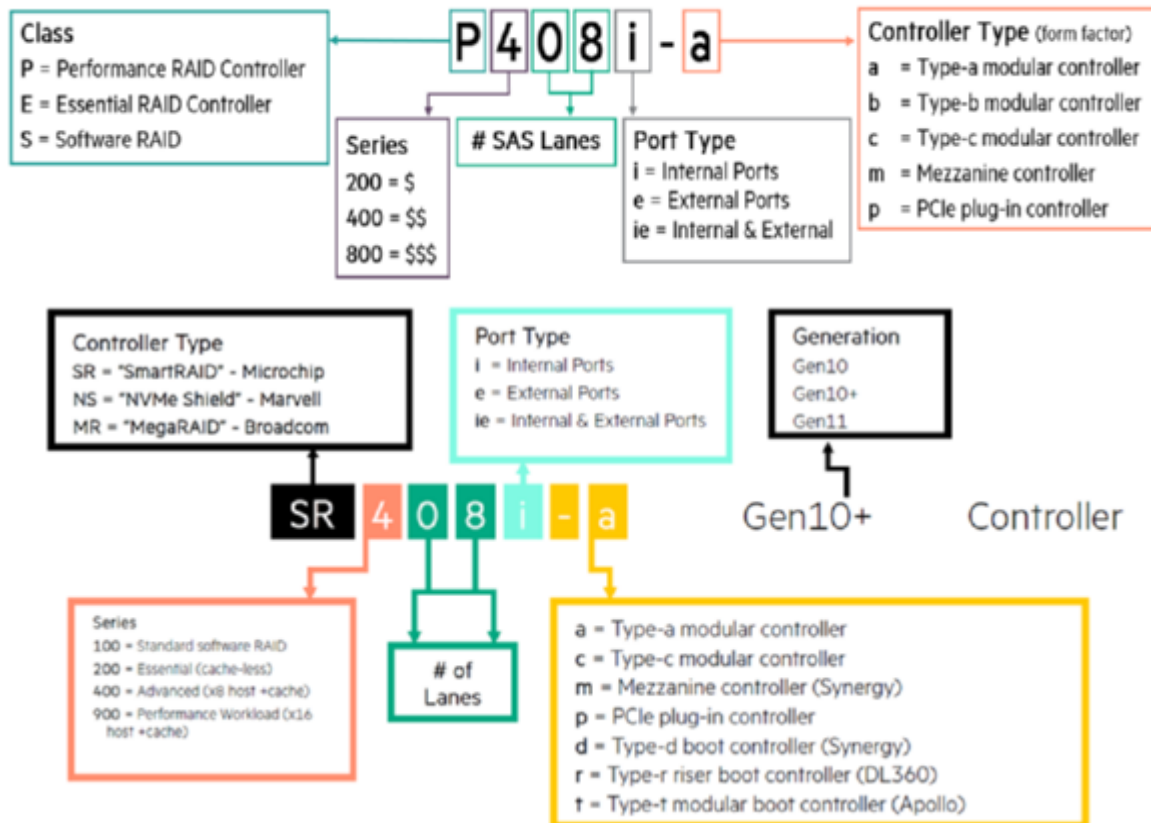 P408i-a
Class
P = Performance RAID Controller
E = Essential RAID Controller
S = Software RAID
Series
200 = $
400 = $$
800 = $$$
# SAS Lanes
Port Type
i = Internal Ports
e = External Ports
ie = Internal & External
Controller Type (form factor)
a = Type-a modular controller
b = Type-b modular controller
c = Type-c modular controller
m = Mezzanine controller
p = PCIe plug-in controller
Controller Type
SR = "SmartRAID" - Microchip
NS = "NVMe Shield" - Marvell
MR = "MegaRAID" - Broadcom
Port Type
i = Internal Ports
e = External Ports
ie = Internal & External Ports
Generation
Gen10
Gen10+
Gen11
SR 4 0 8 i - a Gen10+ Controller
Series
100 = Standard software RAID
200 = Essential (cache-less)
400 = Advanced (x8 host +cache)
900 = Performance Workload (x16
host +cache)
# of
Lanes
a = Type-a modular controller
c = Type-c modular controller
m = Mezzanine controller (Synergy)
p = PCIe plug-in controller
d = Type-d boot controller (Synergy)
r = Type-r riser boot controller (DL360)
t = Type-t modular boot controller (Apollo)